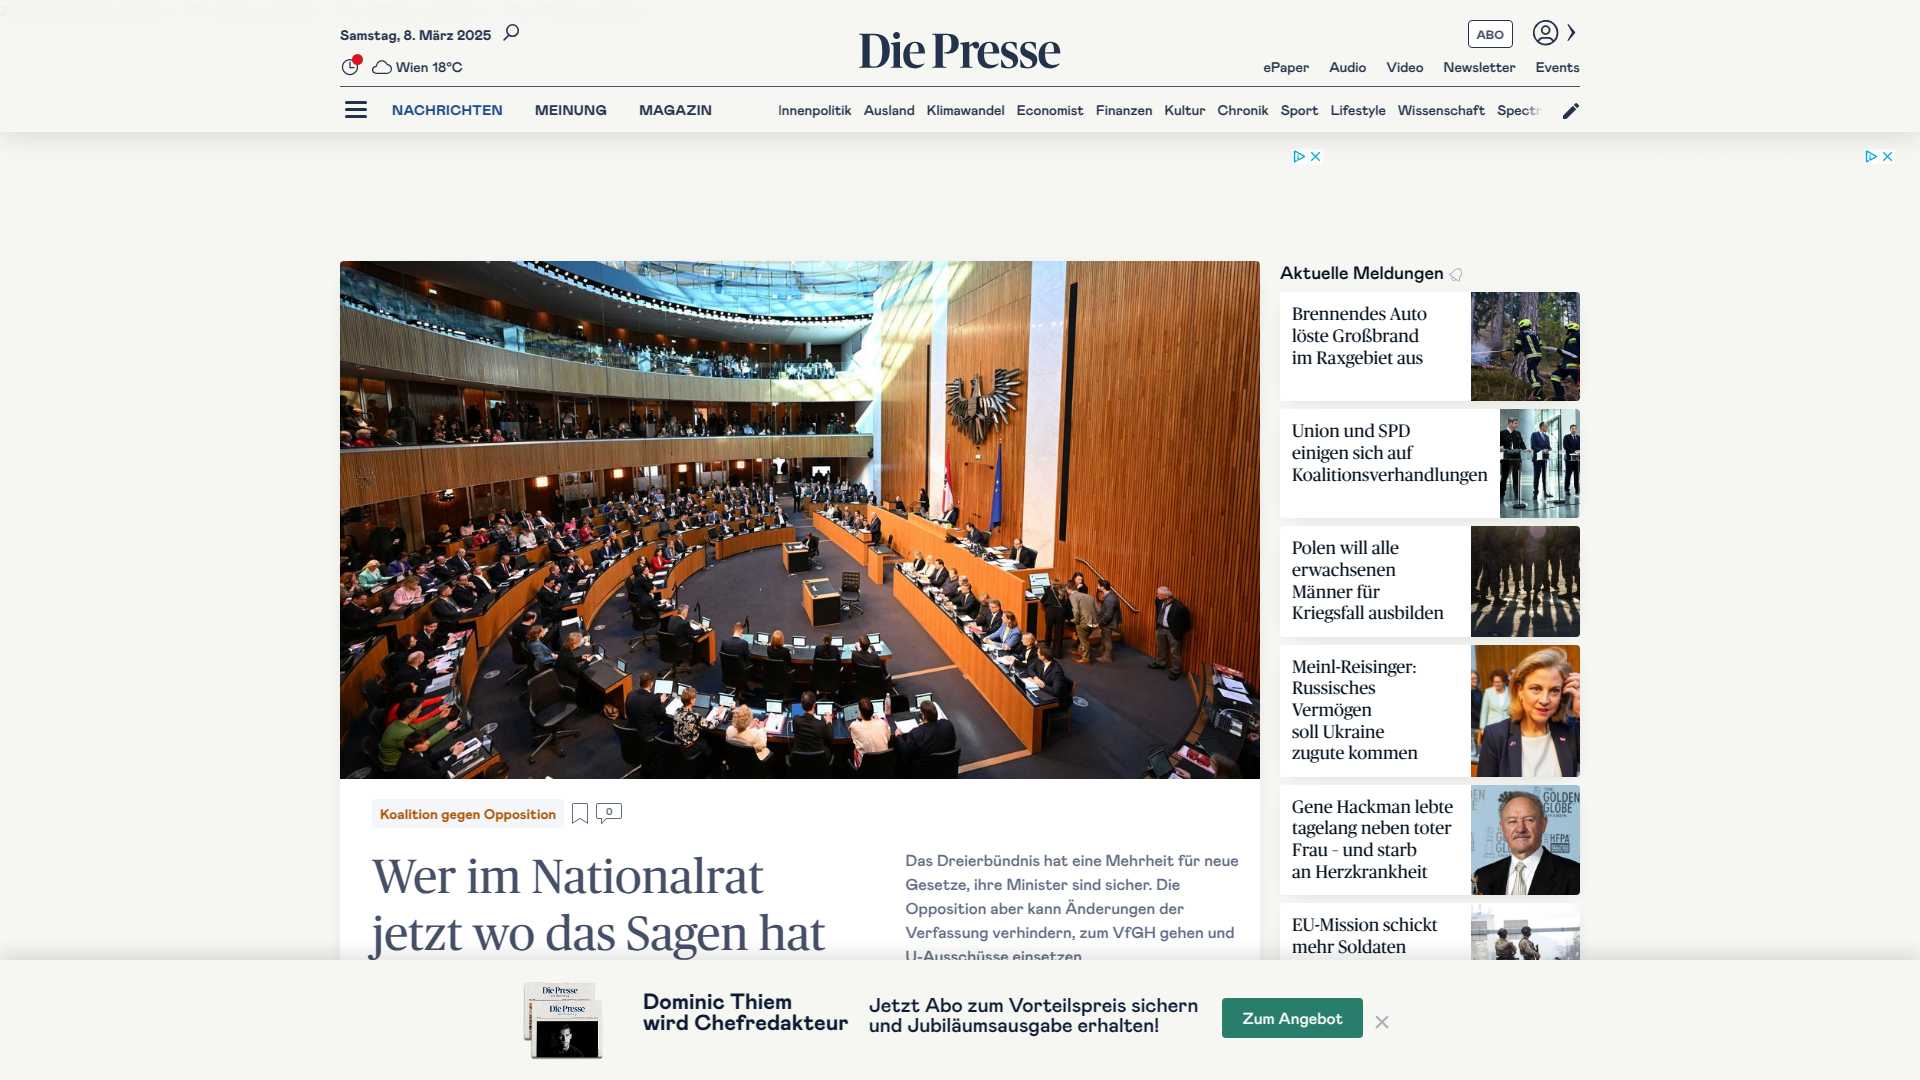 Samstag, 8. März 2025
Wien 18°C
Die Presse
ABO
ePaper Audio Video Newsletter Events
NACHRICHTEN MEINUNG MAGAZIN
Innenpolitik Ausland Klimawandel Economist Finanzen Kultur Chronik Sport Lifestyle Wissenschaft Spectr
Koalition gegen Opposition
0
Wer im Nationalrat
jetzt wo das Sagen hat
Das Dreierbündnis hat eine Mehrheit für neue
Gesetze, ihre Minister sind sicher. Die
Opposition aber kann Änderungen der
Verfassung verhindern, zum VfGH gehen und
U-Ausschüsse einsetzen.
Aktuelle Meldungen
Brennendes Auto
löste Großbrand
im Raxgebiet aus
Union und SPD
einigen sich auf
Koalitionsverhandlungen
Polen will alle
erwachsenen
Männer für
Kriegsfall ausbilden
Meinl-Reisinger:
Russisches
Vermögen
soll Ukraine
zugute kommen
Gene Hackman lebte
tagelang neben toter
Frau – und starb
an Herzkrankheit
GOLDEN
GLOBE
HFPA
EU-Mission schickt
mehr Soldaten
Die Presse
Die Presse
Dominic Thiem
wird Chefredakteur
Jetzt Abo zum Vorteilspreis sichern
und Jubiläumsausgabe erhalten!
Zum Angebot